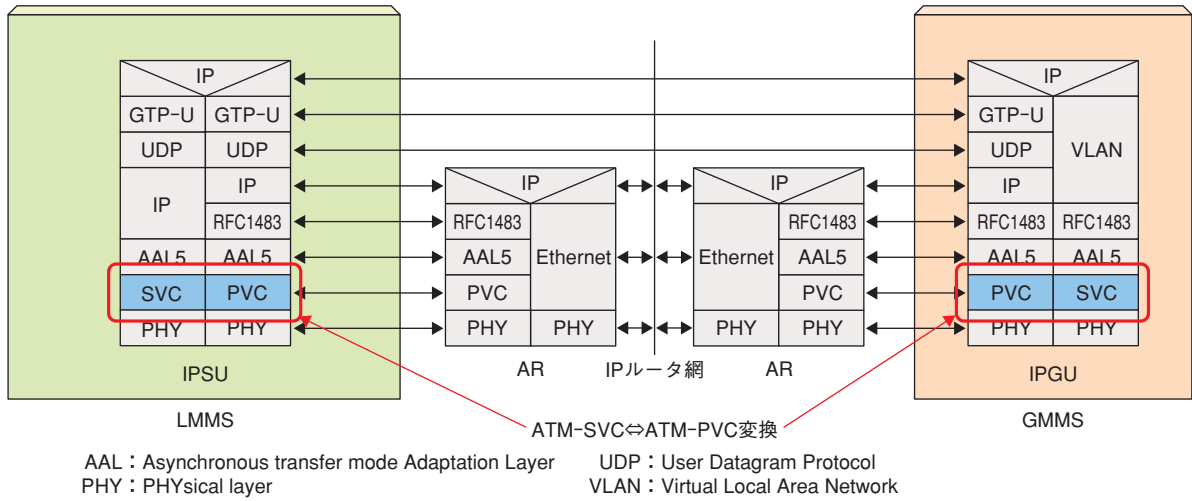 IP
GTP-U GTP-U
UDP UDP
IP
IP
RFC1483
AAL5 AAL5
SVC PVC
PHY PHY
IPSU
LMMS
IP
RFC1483
AAL5
PVC
PHY
Ethernet
PHY
AR
IPルータ網
IP
Ethernet
PHY
RFC1483
AAL5
PVC
PHY
AR
IP
GTP-U
UDP
VLAN
IP
RFC1483 RFC1483
AAL5 AAL5
PVC SVC
PHY PHY
IPGU
GMMS
ATM-SVC⇔ATM-PVC変換
AAL：Asynchronous transfer mode Adaptation Layer
PHY：PHYsical layer
UDP：User Datagram Protocol
VLAN：Virtual Local Area Network